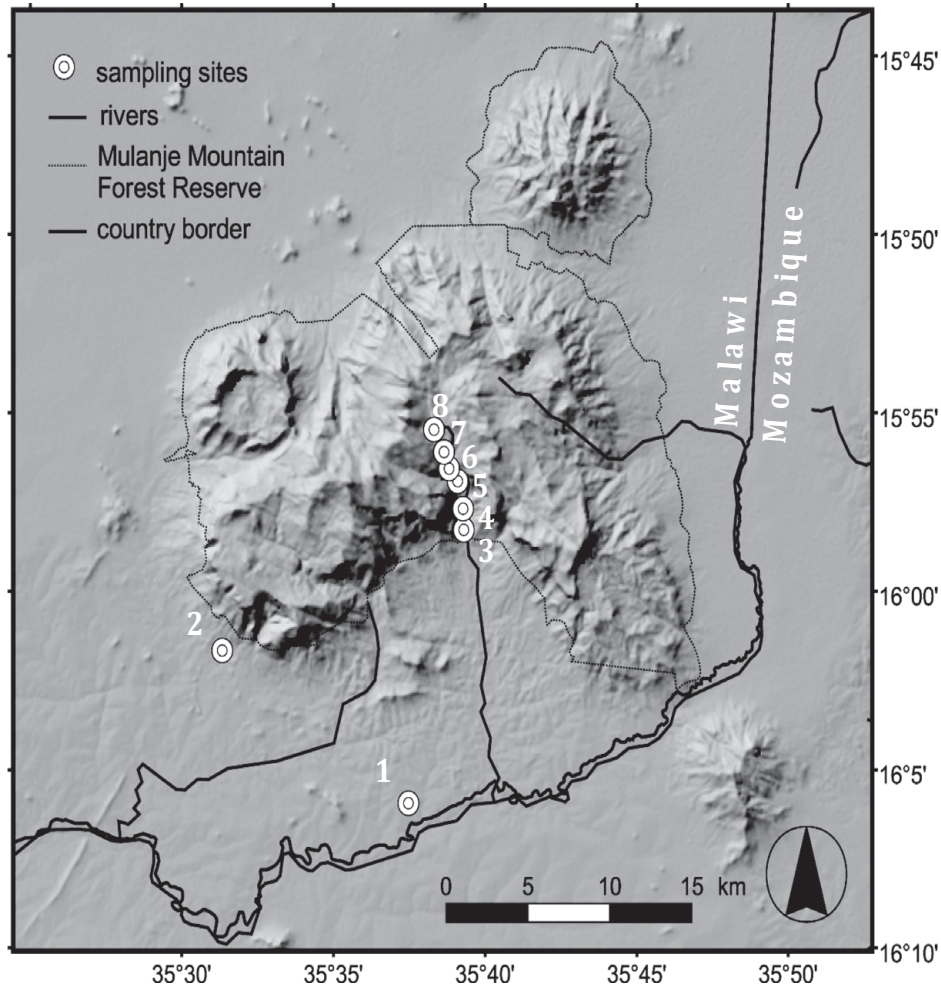 sampling sites
rivers
Mulanje Mountain
Forest Reserve
country border
Malawi
Mozambique
8
7
6
5
4
3
2
1
0 5 10 15 km
15°45'
15°50'
15°55'
16°00'
16°5'
16°10'
35°30' 35°35' 35°40' 35°45' 35°50'